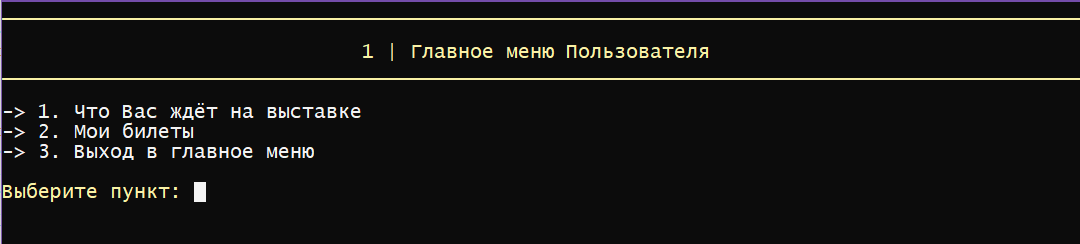 1 | Главное меню Пользователя
-> 1. Что Вас ждёт на выставке
-> 2. Мои билеты
-> 3. Выход в главное меню
Выберите пункт: